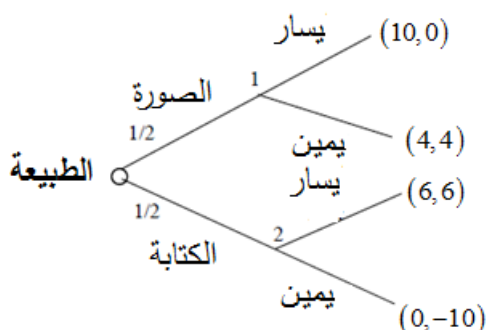 يسار
(10,0)
1
الصورة
1/2
يمين
(4,4)
الطبيعة
يسار
(6,6)
1/2
2
الكتابة
يمين
(0,−10)